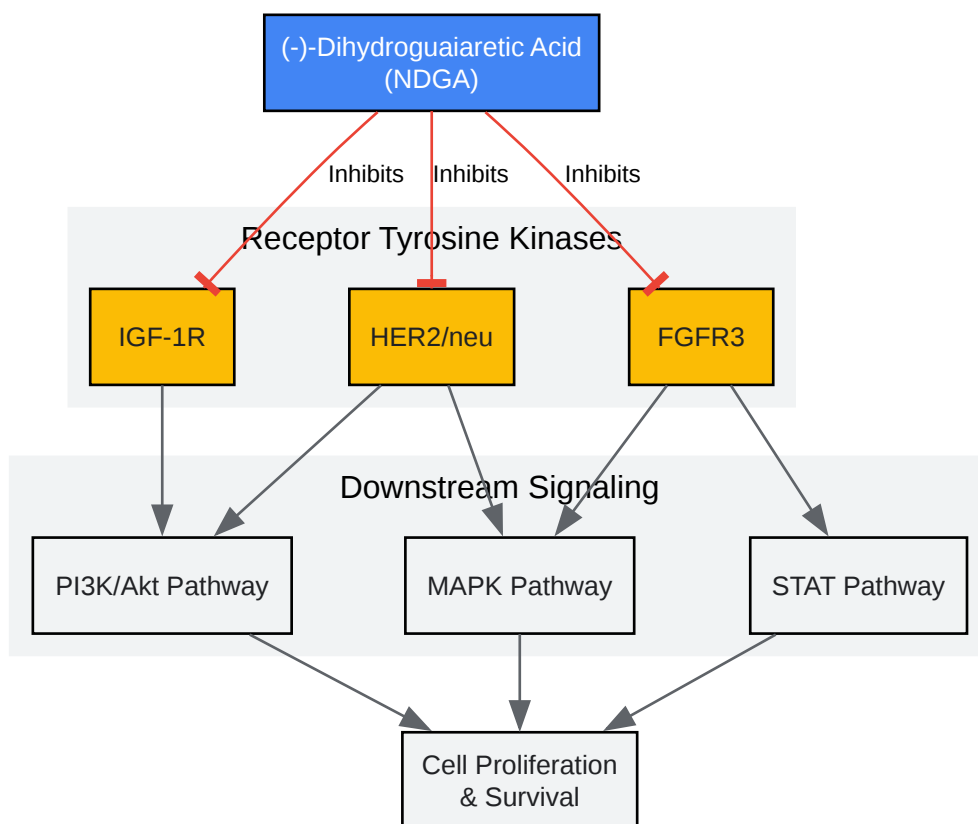 (-)-Dihydroguaiaretic Acid
(NDGA)
Inhibits
Inhibits
Inhibits
Receptor Tyrosine Kinases
IGF-1R
HER2/neu
FGFR3
Downstream Signaling
PI3K/Akt Pathway
MAPK Pathway
STAT Pathway
Cell Proliferation
& Survival